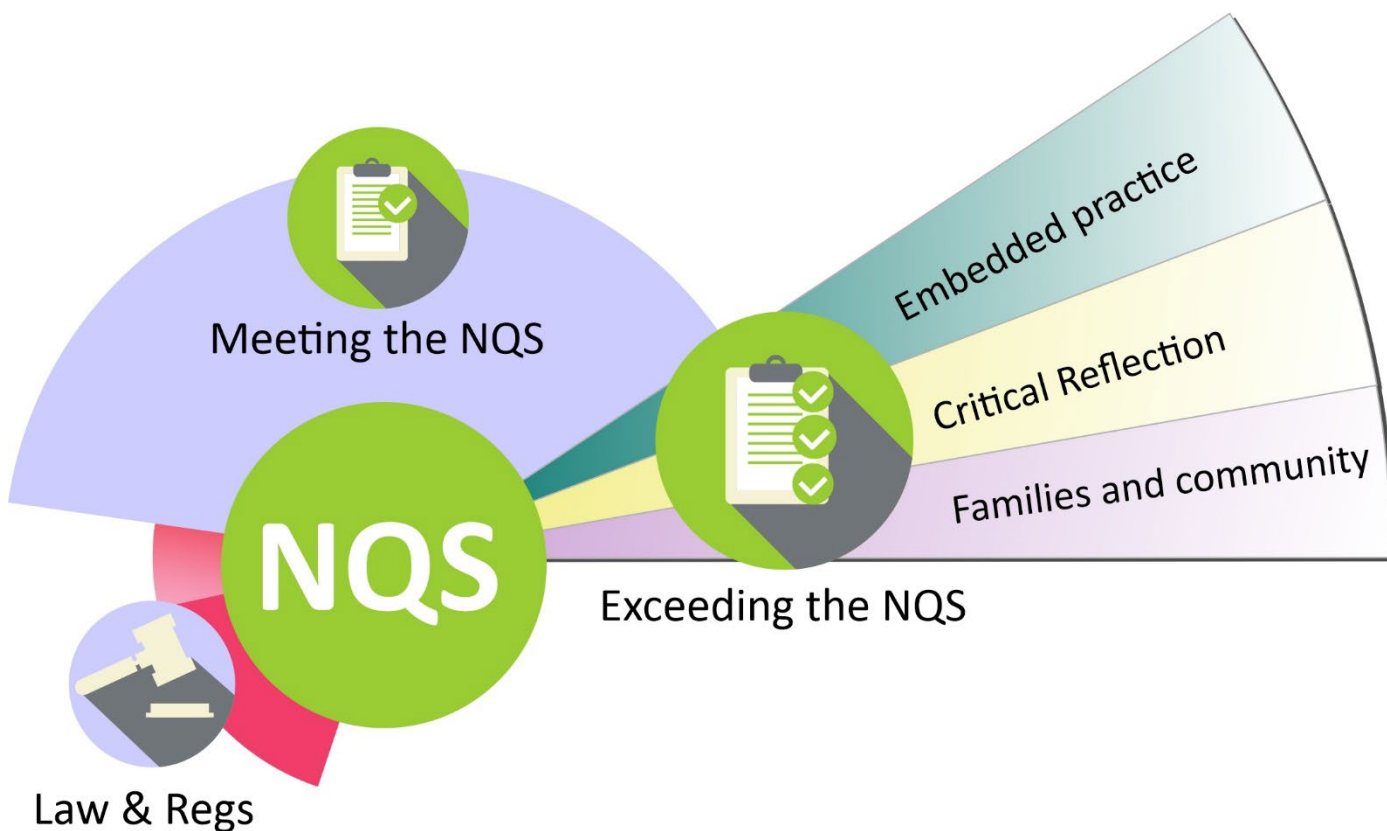 Meeting the NQS
NQS
Law & Regs
Exceeding the NQS
Embedded practice
Critical Reflection
Families and community